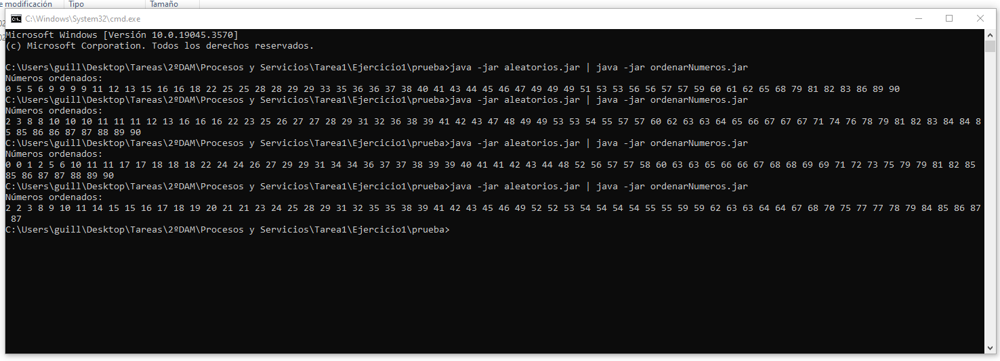 e modificación Tipo Tamaño
C:\Windows\System32\cmd.exe
Microsoft Windows [Versión 10.0.19045.3570]
(c) Microsoft Corporation. Todos los derechos reservados.
C:\Users\guill\Desktop\Tareas\2ºDAM\Procesos y Servicios\Tarea1\Ejercicio1\prueba>java -jar aleatorios.jar | java -jar ordenarNumeros.jar
Números ordenados:
0 5 5 6 9 9 9 9 11 12 13 15 16 16 18 22 25 25 28 28 29 29 33 35 36 36 37 38 40 41 43 44 45 46 47 49 49 49 51 53 53 56 56 57 57 59 60 61 62 65 68 79 81 82 83 86 89 90
C:\Users\guill\Desktop\Tareas\2ºDAM\Procesos y Servicios\Tarea1\Ejercicio1\prueba>java -jar aleatorios.jar | java -jar ordenarNumeros.jar
Números ordenados:
2 3 8 8 10 10 10 11 11 11 12 13 16 16 16 22 23 25 26 27 27 28 29 31 32 36 38 39 41 42 43 47 48 49 49 53 53 54 55 57 57 60 62 63 63 64 65 66 67 67 67 71 74 76 78 79 81 82 83 84 84 8
5 85 86 86 87 87 88 89 90
C:\Users\guill\Desktop\Tareas\2ºDAM\Procesos y Servicios\Tarea1\Ejercicio1\prueba>java -jar aleatorios.jar | java -jar ordenarNumeros.jar
Números ordenados:
0 0 1 2 5 6 10 11 11 17 17 18 18 18 22 24 24 26 27 29 29 31 34 34 36 37 37 38 39 39 40 41 41 42 43 44 48 52 56 57 57 58 60 63 63 65 66 66 67 68 68 69 69 71 72 73 75 79 79 81 82 85
85 86 87 87 88 89 90
C:\Users\guill\Desktop\Tareas\2ºDAM\Procesos y Servicios\Tarea1\Ejercicio1\prueba>java -jar aleatorios.jar | java -jar ordenarNumeros.jar
Números ordenados:
2 2 3 8 9 10 11 14 15 15 16 17 18 19 20 21 21 23 24 25 28 29 31 32 35 35 38 39 41 42 43 45 46 49 52 52 53 54 54 54 54 55 55 59 59 62 63 63 64 64 67 68 70 75 77 77 78 79 84 85 86 87
87
C:\Users\guill\Desktop\Tareas\2ºDAM\Procesos y Servicios\Tarea1\Ejercicio1\prueba>